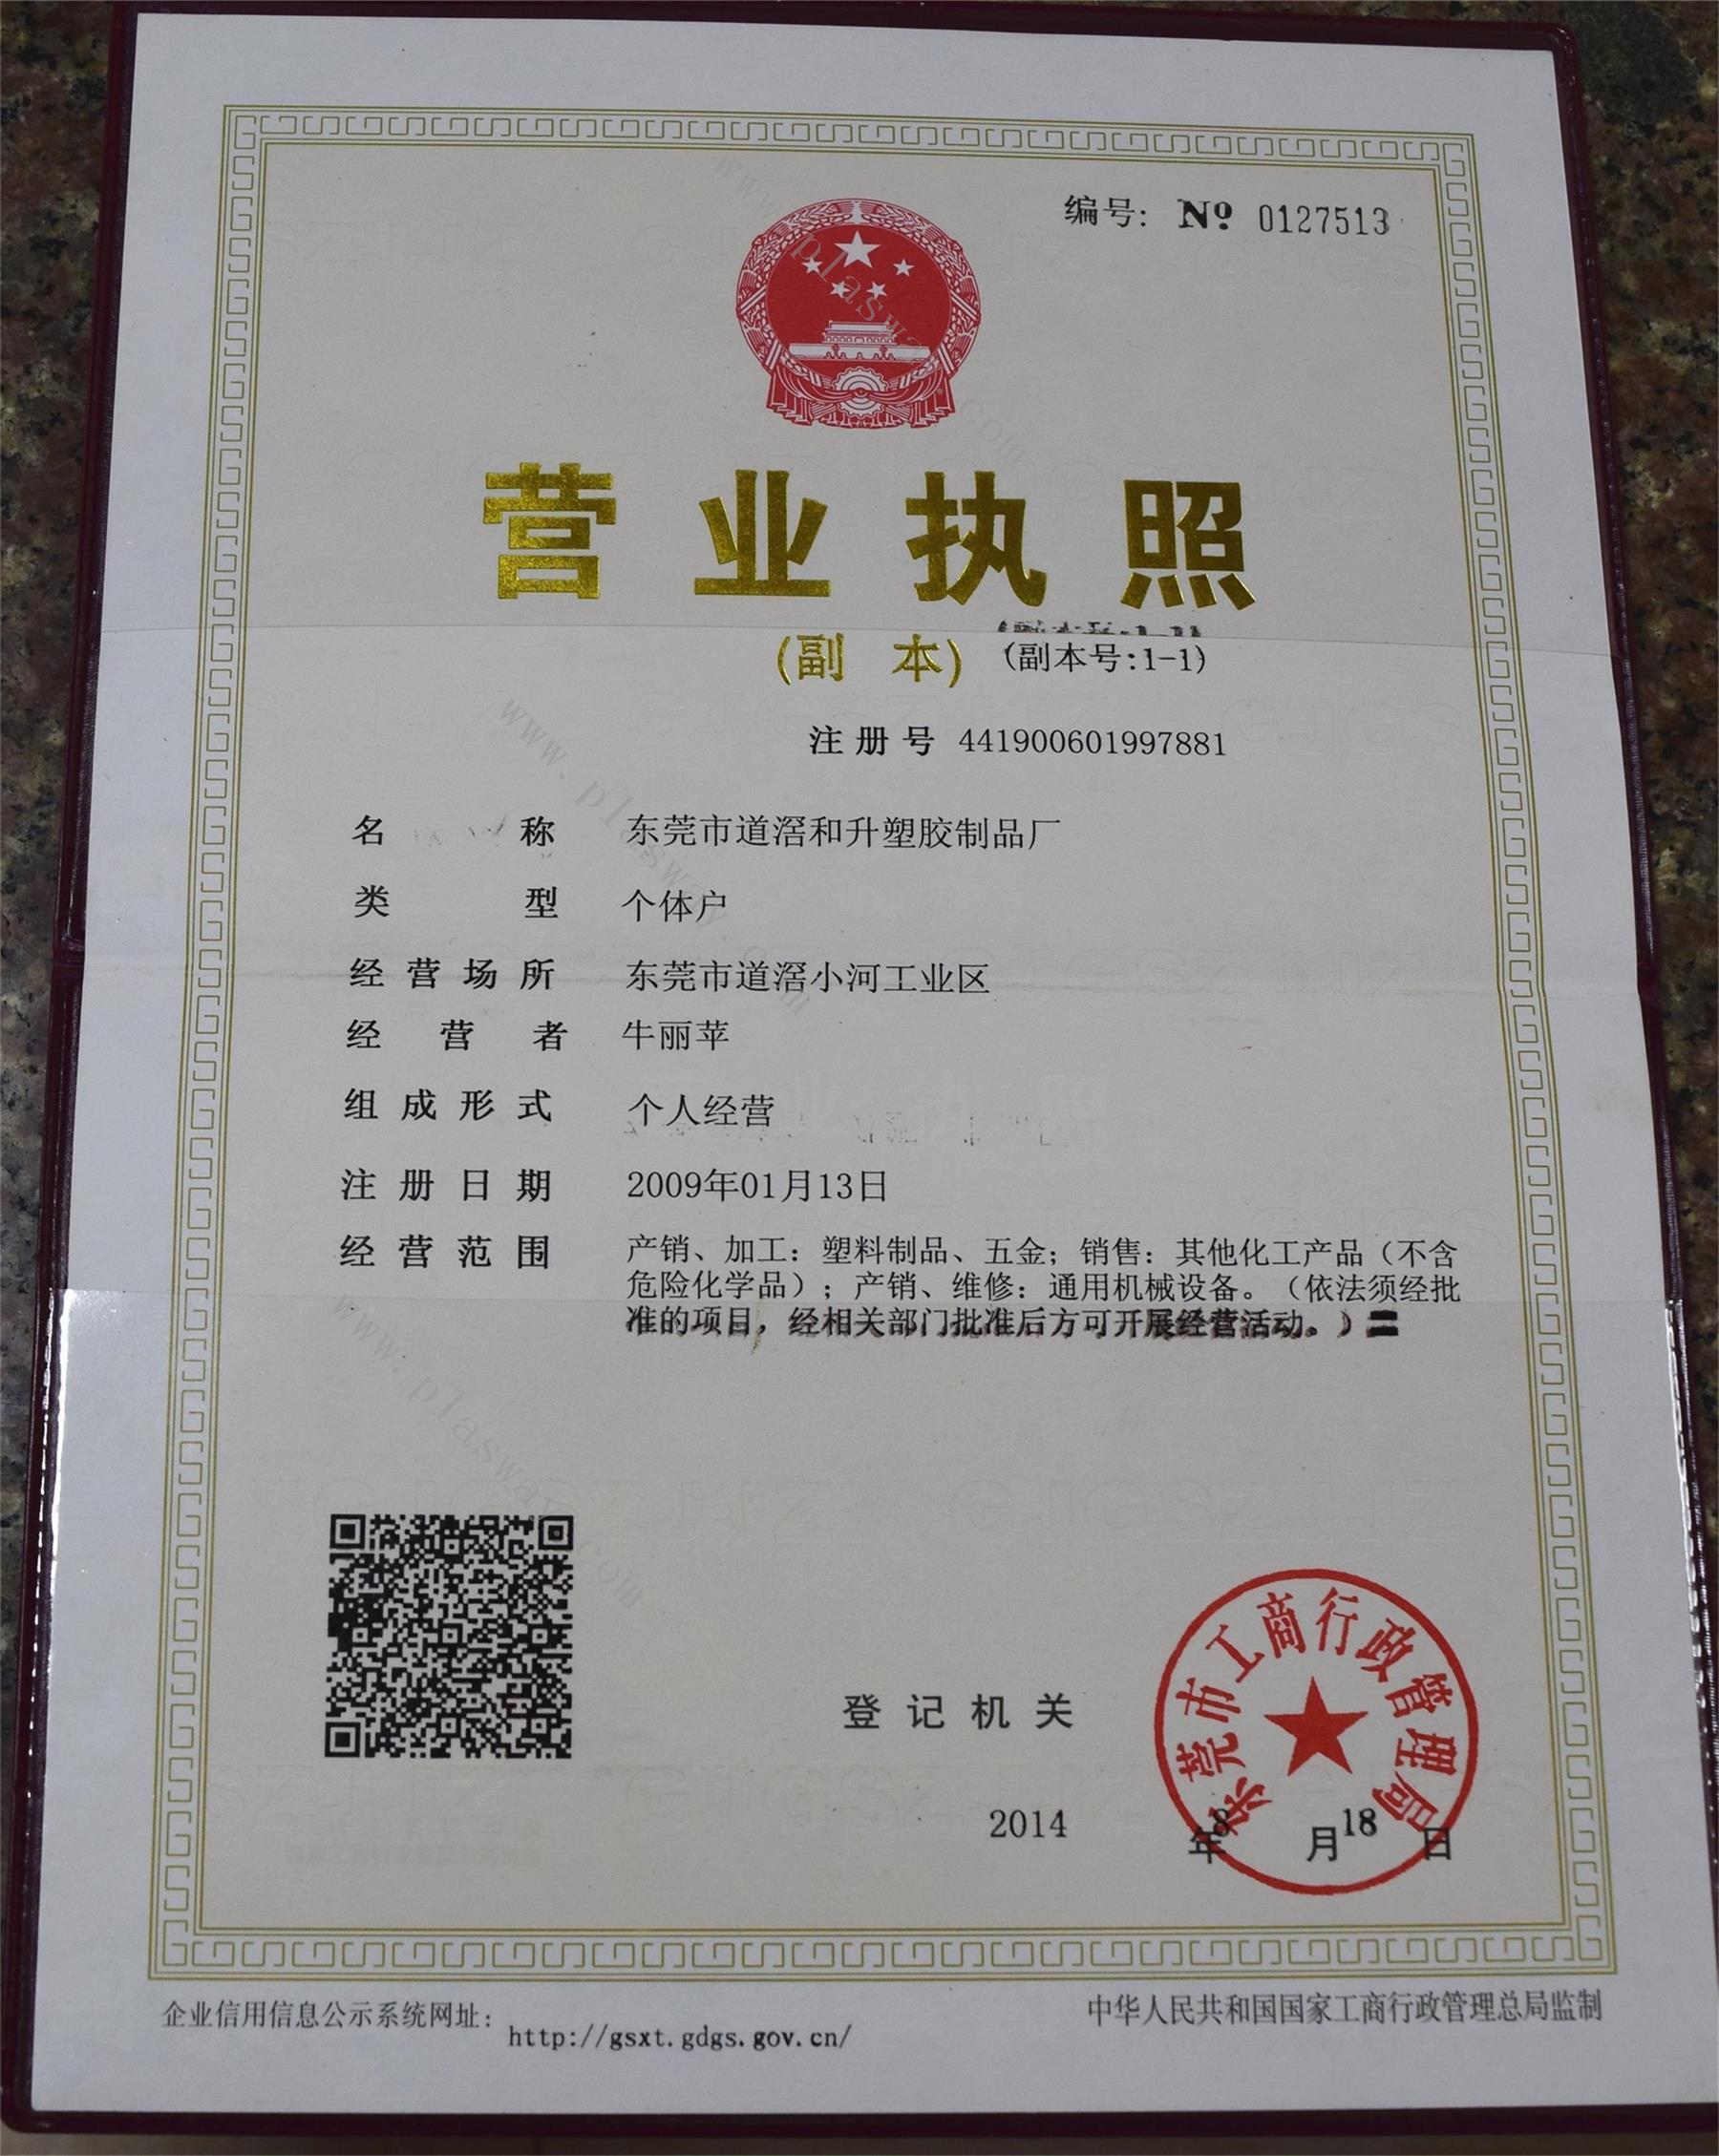 编号: № 0127513
营业执照
(副 本) (副本号:1-1)
注册号 441900601997881
名称 东莞市道滘和升塑胶制品厂
类型 个体户
经营场所 东莞市道滘小河工业区
经营者 牛丽苹
组成形式 个人经营
注册日期 2009年01月13日
经营范围 产销、加工：塑料制品、五金；销售：其他化工产品（不含
危险化学品）；产销、维修：通用机械设备。（依法须经批
准的项目，经相关部门批准后方可开展经营活动。）
东莞市工商行政管理局
登记机关
2014年8月18日
企业信用信息公示系统网址：http://gsxt.gdgs.gov.cn/
中华人民共和国国家工商行政管理总局监制